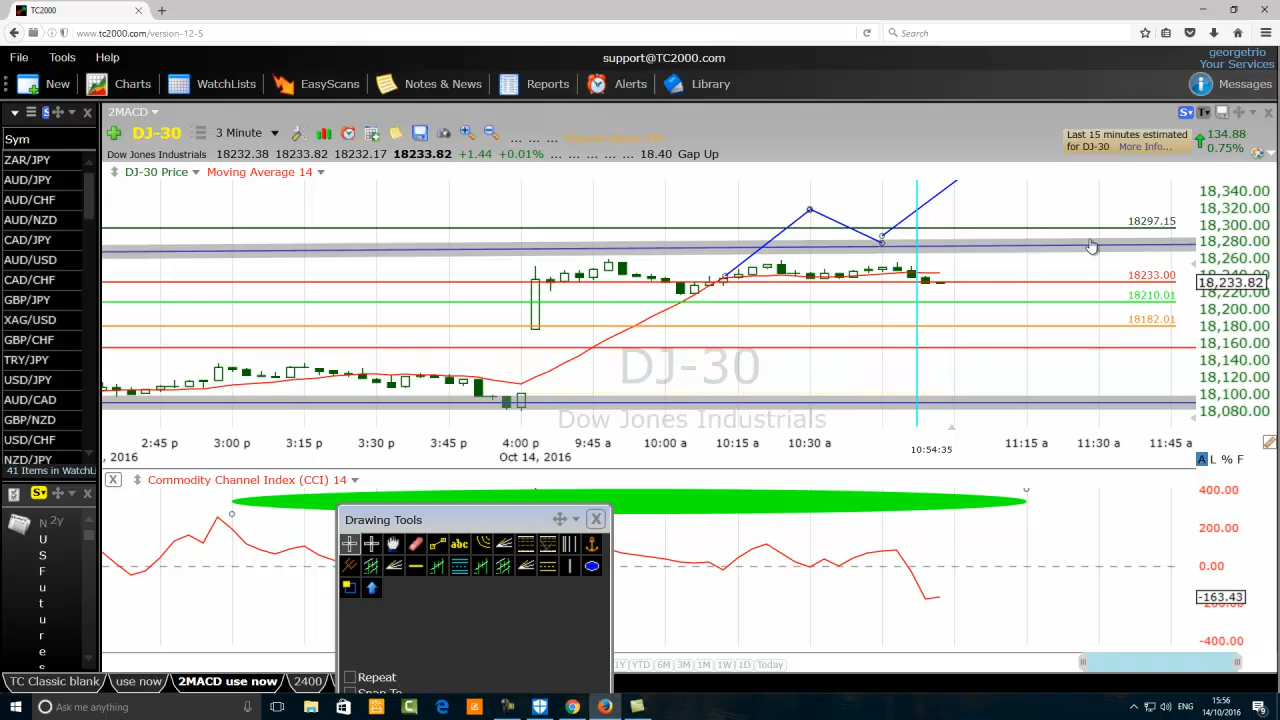 TC2000
www.tc2000.com/version-12-5
Search
File Tools Help
support@TC2000.com
georgetrio
Your Services
New Charts WatchLists EasyScans Notes & News Reports Alerts Library Messages
2MACD
Sym
DJ-30 3 Minute
Last 15 minutes estimated
for DJ-30 More Info...
134.88
0.75%
Dow Jones Industrials 18232.38 18233.82 18232.17 18233.82 +1.44 +0.01% ... ... ... ... ... 18.40 Gap Up
DJ-30 Price Moving Average 14
ZAR/JPY
AUD/JPY
AUD/CHF
AUD/NZD
CAD/JPY
AUD/USD
CAD/CHF
GBP/JPY
XAG/USD
GBP/CHF
TRY/JPY
USD/JPY
AUD/CAD
GBP/NZD
USD/CHF
NZD/JPY
41 Items in WatchLi
18297.15
18233.00
18210.01
18182.01
18,340.00
18,320.00
18,300.00
18,280.00
18,260.00
18,233.82
18,200.00
18,180.00
18,160.00
18,140.00
18,120.00
18,100.00
18,080.00
DJ-30
Dow Jones Industrials
2:45 p 3:00 p 3:15 p 3:30 p 3:45 p 4:00 p 9:45 a 10:00 a 10:15 a 10:30 a 10:54:35 11:15 a 11:30 a 11:45 a
, 2016 Oct 14, 2016
A L % F
X Commodity Channel Index (CCI) 14
400.00
200.00
0.00
-163.43
-400.00
N 2y
U
S
F
u
t
u
r
e
s
Drawing Tools
abc
Repeat
Snap To
1Y YTD 6M 3M 1M 1W 1D Today
TC Classic blank use now 2MACD use now 2400
Ask me anything
15:56
14/10/2016